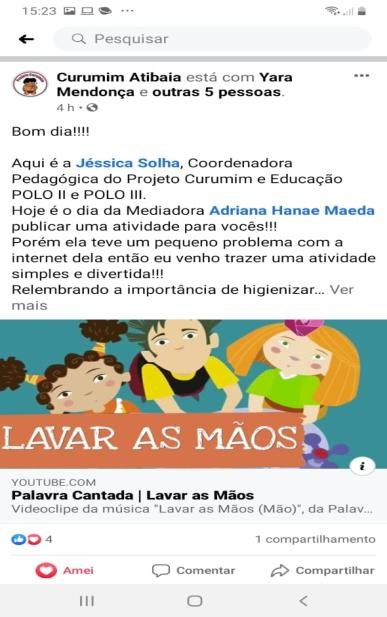 15:23
Pesquisar
Curumim Atibaia está com Yara
Mendonça e outras 5 pessoas.
4 h
Bom dia!!!!
Aqui é a Jéssica Solha, Coordenadora
Pedagógica do Projeto Curumim e Educação
POLO II e POLO III.
Hoje é o dia da Mediadora Adriana Hanae Maeda
publicar uma atividade para vocês!!!
Porém ela teve um pequeno problema com a
internet dela então eu venho trazer uma atividade
simples e divertida!!!
Relembrando a importância de higienizar... Ver
mais
LAVAR AS MÃOS
YOUTUBE.COM
Palavra Cantada | Lavar as Mãos
Videoclipe da música "Lavar as Mãos (Mão)", da Palav...
4
1 compartilhamento
Amei
Comentar
Compartilhar